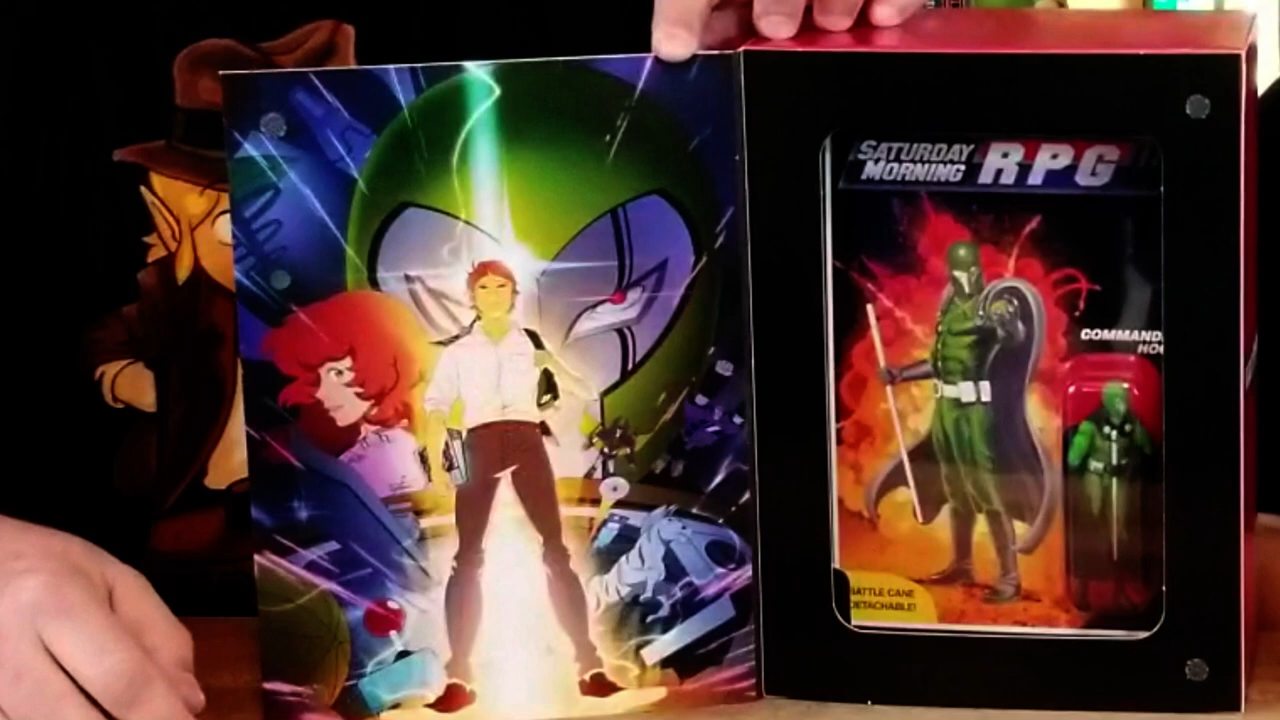 SATURDAY
MORNING
RPG
COMMAND
HO
BATTLE CANE
DETACHABLE!